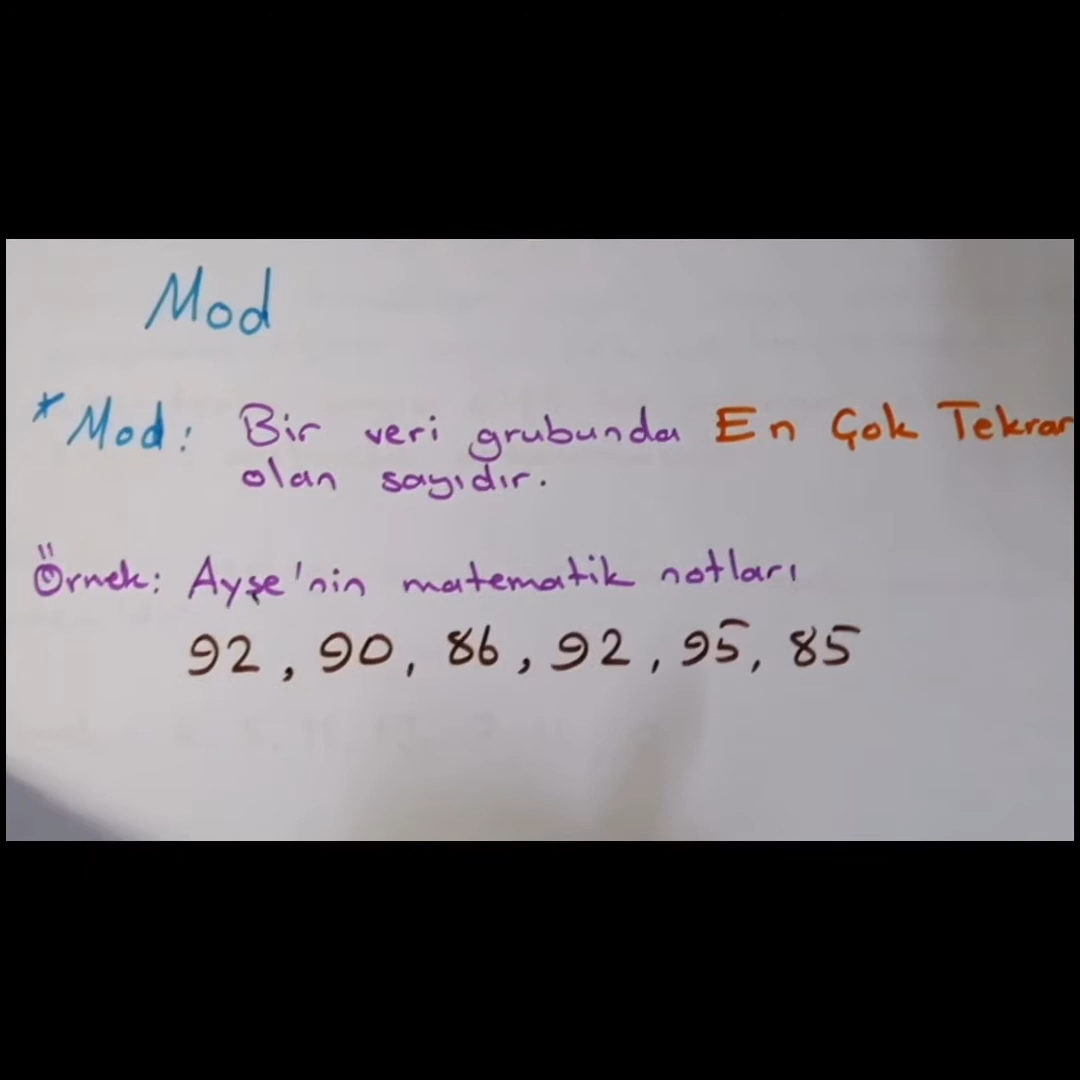 Mod
* Mod: Bir veri grubunda En Çok Tekrar
olan sayıdır.
Örnek: Ayşe'nin matematik notları
92, 90, 86, 92, 95, 85